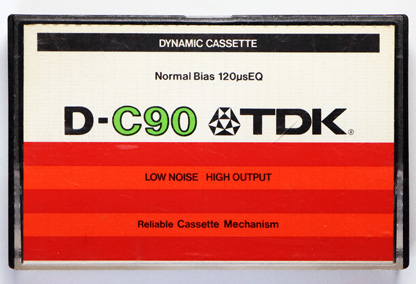 DYNAMIC CASSETTE
Normal Bias 120µsEQ
D-C90 TDK®
LOW NOISE HIGH OUTPUT
Reliable Cassette Mechanism